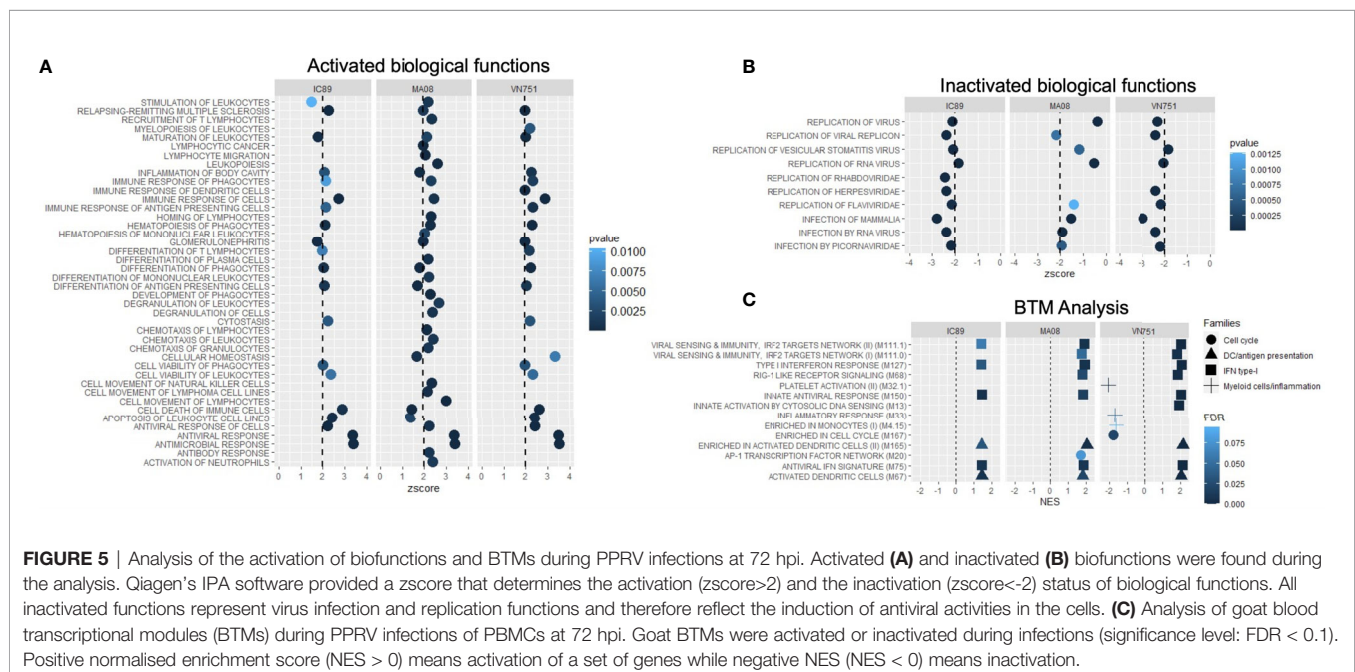 A
Activated biological functions
IC89
MA08
VN751
STIMULATION OF LEUKOCYTES
RELAPSING-REMITTING MULTIPLE SCLEROSIS
RECRUITMENT OF T LYMPHOCYTES
MYELOPOIESIS OF LEUKOCYTES
MATURATION OF LEUKOCYTES
LYMPHOCYTIC CANCER
LYMPHOCYTE MIGRATION
LEUKOPOIESIS
INFLAMMATION OF BODY CAVITY
IMMUNE RESPONSE OF PHAGOCYTES
IMMUNE RESPONSE OF DENDRITIC CELLS
IMMUNE RESPONSE OF CELLS
IMMUNE RESPONSE OF ANTIGEN PRESENTING CELLS
HOMING OF LYMPHOCYTES
HEMATOPOIESIS OF PHAGOCYTES
HEMATOPOIESIS OF MONONUCLEAR LEUKOCYTES
GLOMERULONEPHRITIS
DIFFERENTIATION OF T LYMPHOCYTES
DIFFERENTIATION OF PLASMA CELLS
DIFFERENTIATION OF PHAGOCYTES
DIFFERENTIATION OF MONONUCLEAR LEUKOCYTES
DIFFERENTIATION OF ANTIGEN PRESENTING CELLS
DEVELOPMENT OF PHAGOCYTES
DEGRANULATION OF LEUKOCYTES
DEGRANULATION OF CELLS
CYTOSTASIS
CHEMOTAXIS OF LYMPHOCYTES
CHEMOTAXIS OF LEUKOCYTES
CHEMOTAXIS OF GRANULOCYTES
CELLULAR HOMEOSTASIS
CELL VIABILITY OF PHAGOCYTES
CELL VIABILITY OF LEUKOCYTES
CELL MOVEMENT OF NATURAL KILLER CELLS
CELL MOVEMENT OF LYMPHOMA CELL LINES
CELL MOVEMENT OF LYMPHOCYTES
CELL DEATH OF IMMUNE CELLS
APOPTOSIS OF LEUKOCYTE CELL LINES
ANTIVIRAL RESPONSE OF CELLS
ANTIVIRAL RESPONSE
ANTIMICROBIAL RESPONSE
ANTIBODY RESPONSE
ACTIVATION OF NEUTROPHILS
0 1 2 3 4 0 1 2 3 4 0 1 2 3 4
zscore
pvalue
0.0100
0.0075
0.0050
0.0025
B
Inactivated biological functions
IC89
MA08
VN751
REPLICATION OF VIRUS
REPLICATION OF VIRAL REPLICON
REPLICATION OF VESICULAR STOMATITIS VIRUS
REPLICATION OF RNA VIRUS
REPLICATION OF RHABDOVIRIDAE
REPLICATION OF HERPESVIRIDAE
REPLICATION OF FLAVIVIRIDAE
INFECTION OF MAMMALIA
INFECTION BY RNA VIRUS
INFECTION BY PICORNAVIRIDAE
-4 -3 -2 -1 0 -4 -3 -2 -1 0 -4 -3 -2 -1 0
zscore
pvalue
0.00125
0.00100
0.00075
0.00050
0.00025
C
BTM Analysis
IC89
MA08
VN751
VIRAL SENSING & IMMUNITY, IRF2 TARGETS NETWORK (II) (M111.1)
VIRAL SENSING & IMMUNITY, IRF2 TARGETS NETWORK (I) (M111.0)
TYPE I INTERFERON RESPONSE (M127)
RIG-1 LIKE RECEPTOR SIGNALING (M68)
PLATELET ACTIVATION (II) (M32.1)
INNATE ANTIVIRAL RESPONSE (M150)
INNATE ACTIVATION BY CYTOSOLIC DNA SENSING (M13)
INFLAMMATORY RESPONSE (M33)
ENRICHED IN MONOCYTES (I) (M4.15)
ENRICHED IN CELL CYCLE (M167)
ENRICHED IN ACTIVATED DENDRITIC CELLS (II) (M165)
AP-1 TRANSCRIPTION FACTOR NETWORK (M20)
ANTIVIRAL IFN SIGNATURE (M75)
ACTIVATED DENDRITIC CELLS (M67)
-2 -1 0 1 2 -2 -1 0 1 2 -2 -1 0 1 2
NES
Families
Cell cycle
DC/antigen presentation
IFN type-I
Myeloid cells/inflammation
FDR
0.075
0.050
0.025
0.000
FIGURE 5 | Analysis of the activation of biofunctions and BTMs during PPRV infections at 72 hpi. Activated (A) and inactivated (B) biofunctions were found during
the analysis. Qiagen's IPA software provided a zscore that determines the activation (zscore>2) and the inactivation (zscore<-2) status of biological functions. All
inactivated functions represent virus infection and replication functions and therefore reflect the induction of antiviral activities in the cells. (C) Analysis of goat blood
transcriptional modules (BTMs) during PPRV infections of PBMCs at 72 hpi. Goat BTMs were activated or inactivated during infections (significance level: FDR < 0.1).
Positive normalised enrichment score (NES > 0) means activation of a set of genes while negative NES (NES < 0) means inactivation.